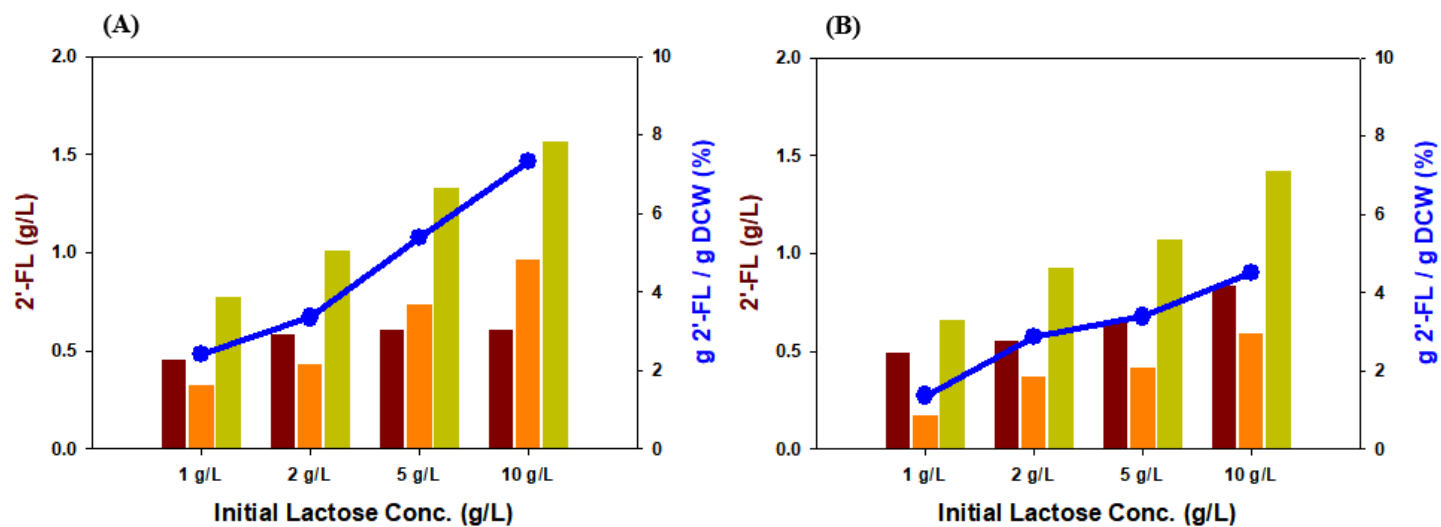 (A)
2.0
1.5
1.0
0.5
0.0
2'-FL (g/L)
10
8
6
4
2
0
g 2'-FL / g DCW (%)
1 g/L 2 g/L 5 g/L 10 g/L
Initial Lactose Conc. (g/L)
(B)
2.0
1.5
1.0
0.5
0.0
2'-FL (g/L)
10
8
6
4
2
0
g 2'-FL / g DCW (%)
1 g/L 2 g/L 5 g/L 10 g/L
Initial Lactose Conc. (g/L)